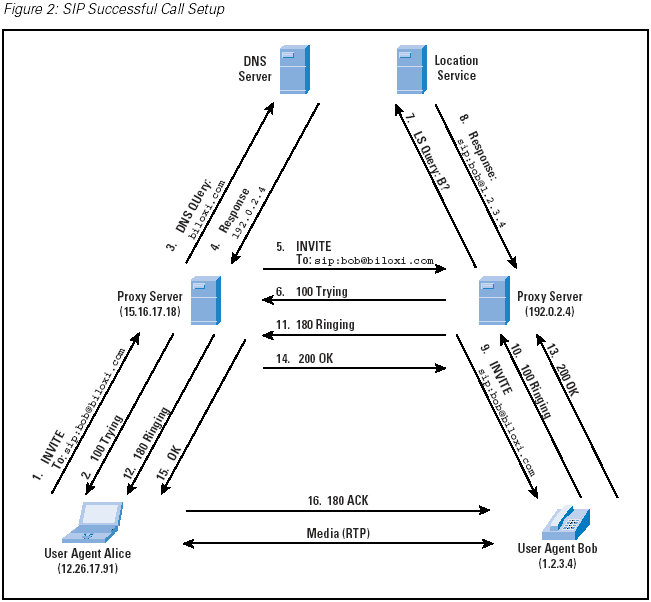 Figure 2: SIP Successful Call Setup
DNS
Server
Location
Service
3. DNS QUery:
biloxi.com
4. Response
192.0.2.4
7. LS Query: B?
8. Response:
sip:bob@1.2.3.4
5. INVITE
To: sip:bob@biloxi.com
6. 100 Trying
11. 180 Ringing
14. 200 OK
Proxy Server
(15.16.17.18)
Proxy Server
(192.0.2.4)
1. INVITE
To: sip:bob@biloxi.com
2. 100 Trying
12. 180 Ringing
15. OK
9. INVITE
sip:bob@biloxi.com
10. 100 Ringing
13. 200 OK
16. 180 ACK
Media (RTP)
User Agent Alice
(12.26.17.91)
User Agent Bob
(1.2.3.4)